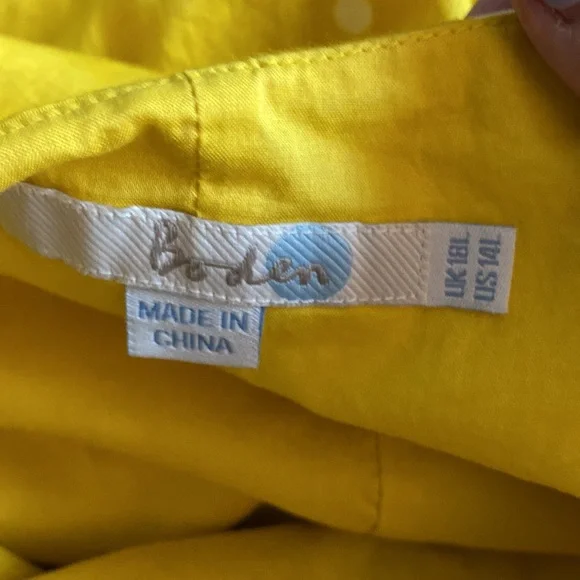 Boden
UK 18L
US 14L
MADE IN
CHINA